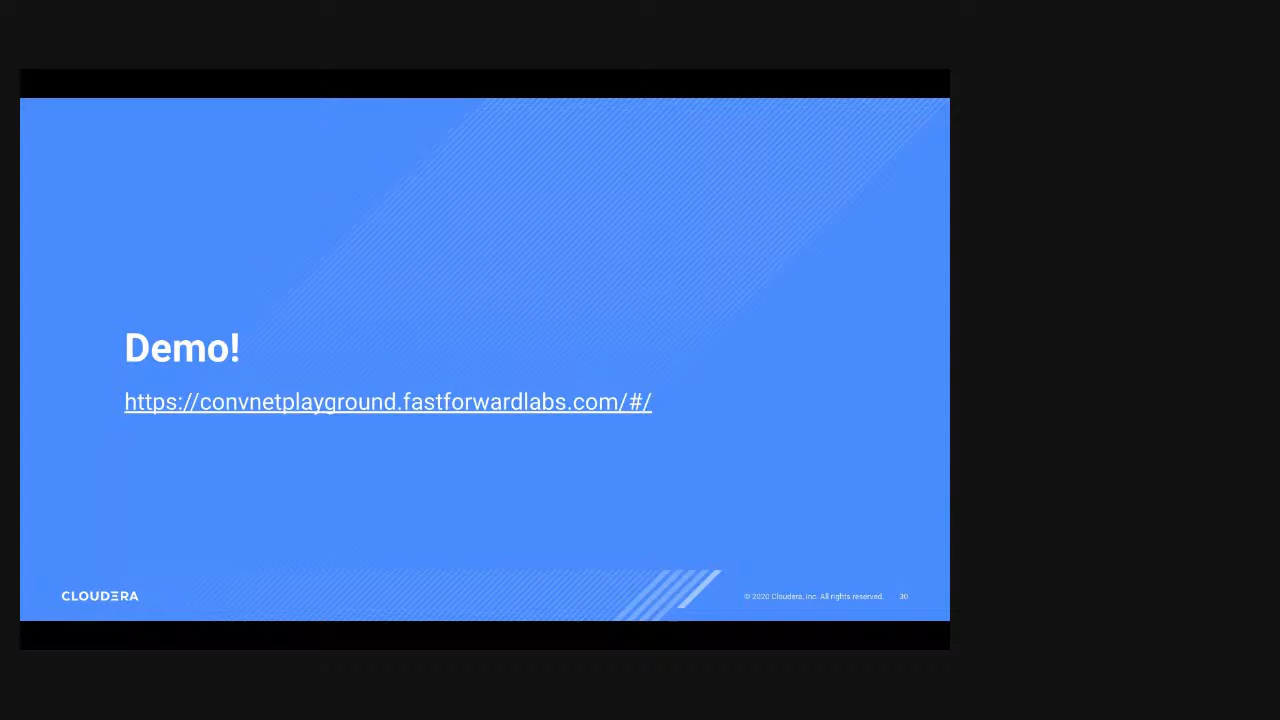 Demo!
https://convnetplayground.fastforwardlabs.com/#/
CLOUDERA
© 2020 Cloudera, Inc. All rights reserved. 30